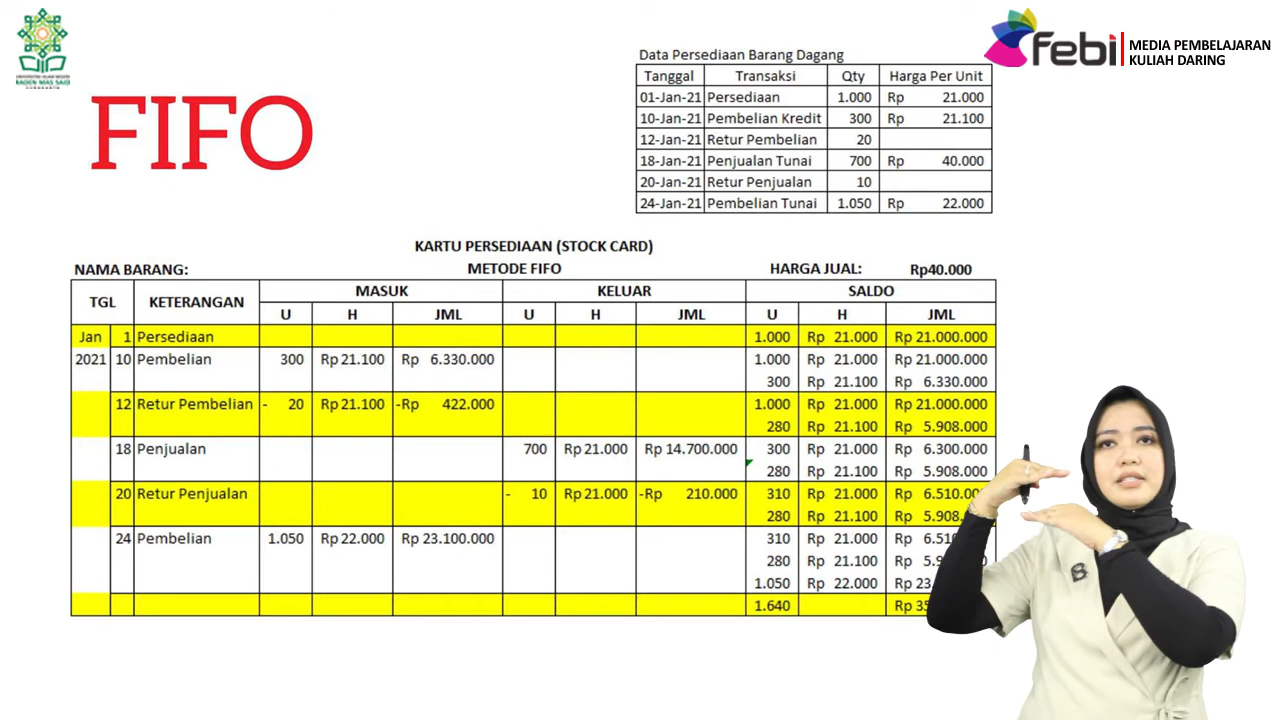 UNIVERSITAS ISLAM NEGERI
RADEN MAS SAID
SURAKARTA
febi
MEDIA PEMBELAJARAN
KULIAH DARING
FIFO
Data Persediaan Barang Dagang
Tanggal Transaksi Qty Harga Per Unit
01-Jan-21 Persediaan 1.000 Rp 21.000
10-Jan-21 Pembelian Kredit 300 Rp 21.100
12-Jan-21 Retur Pembelian 20
18-Jan-21 Penjualan Tunai 700 Rp 40.000
20-Jan-21 Retur Penjualan 10
24-Jan-21 Pembelian Tunai 1.050 Rp 22.000
KARTU PERSEDIAAN (STOCK CARD)
NAMA BARANG: METODE FIFO HARGA JUAL: Rp40.000
TGL KETERANGAN MASUK KELUAR SALDO
U H JML U H JML U H JML
Jan 1 Persediaan 1.000 Rp 21.000 Rp 21.000.000
2021 10 Pembelian 300 Rp 21.100 Rp 6.330.000 1.000 Rp 21.000 Rp 21.000.000
300 Rp 21.100 Rp 6.330.000
12 Retur Pembelian - 20 Rp 21.100 -Rp 422.000 1.000 Rp 21.000 Rp 21.000.000
280 Rp 21.100 Rp 5.908.000
18 Penjualan 700 Rp 21.000 Rp 14.700.000 300 Rp 21.000 Rp 6.300.000
280 Rp 21.100 Rp 5.908.000
20 Retur Penjualan - 10 Rp 21.000 -Rp 210.000 310 Rp 21.000 Rp
280 Rp 21.100 Rp
24 Pembelian 1.050 Rp 22.000 Rp 23.100.000 310 Rp 21.000 Rp
280 Rp 21.100 Rp
1.050 Rp 22.000 Rp
1.640 Rp